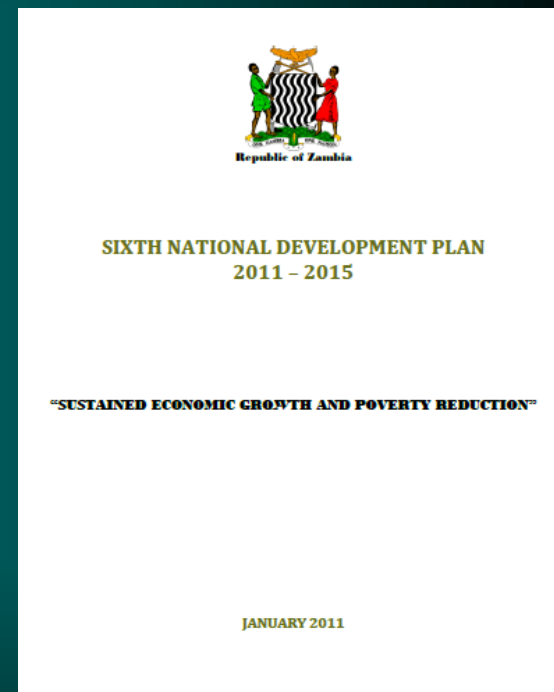 Republic of Zambia
SIXTH NATIONAL DEVELOPMENT PLAN
2011 – 2015
“SUSTAINED ECONOMIC GROWTH AND POVERTY REDUCTION”
JANUARY 2011